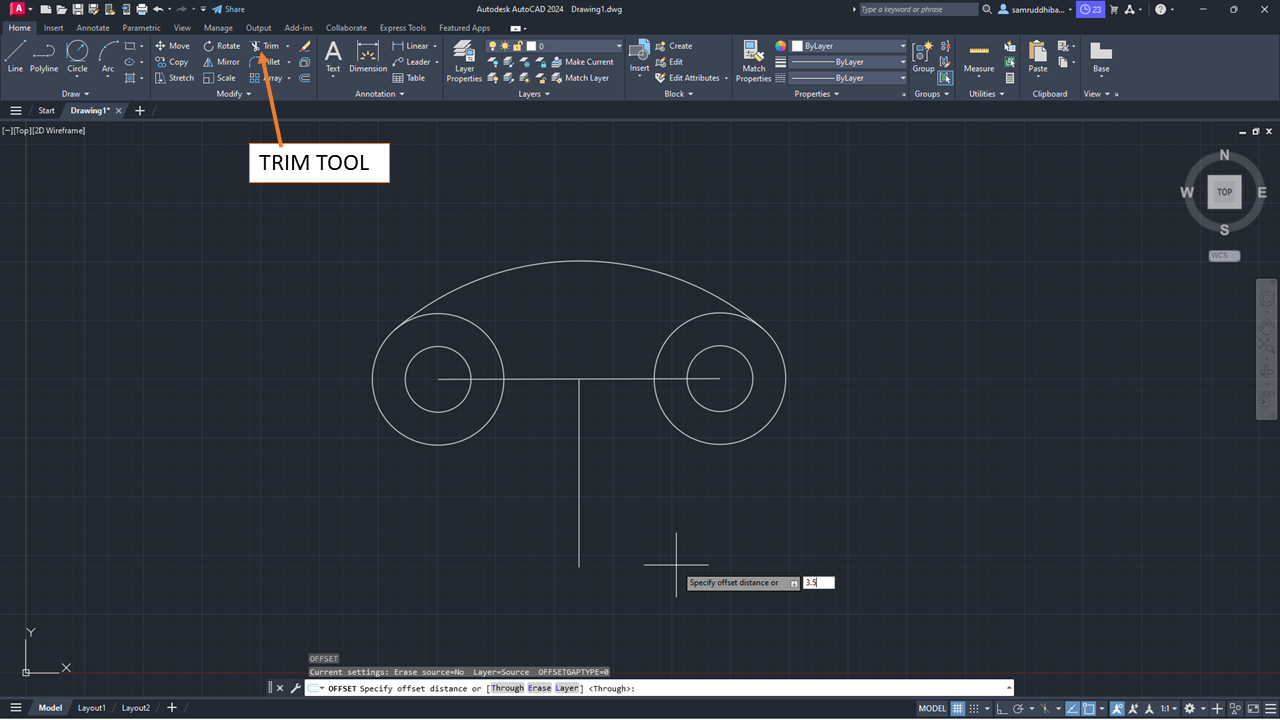 Share
Autodesk AutoCAD 2024 Drawing1.dwg
Type a keyword or phrase
samruddhiba...
23
Home Insert Annotate Parametric View Manage Output Add-ins Collaborate Express Tools Featured Apps
Line
Polyline
Circle
Arc
Draw
Move Rotate Trim
Copy Mirror Fillet
Stretch Scale Array
Modify
Text
Dimension
Linear
Leader
Table
Annotation
Layer
Properties
0
Make Current
Match Layer
Layers
Insert
Create
Edit
Edit Attributes
Block
Match
Properties
ByLayer
ByLayer
ByLayer
Properties
Group
Groups
Measure
Utilities
Paste
Clipboard
Base
View
Start Drawing1*
[−][Top][2D Wireframe]
TRIM TOOL
N
W TOP E
S
WCS
Specify offset distance or 3.5
Y
X
OFFSET
Current settings: Erase source=No Layer=Source OFFSETGAPTYPE=0
OFFSET Specify offset distance or [Through Erase Layer] <Through>:
Model Layout1 Layout2
MODEL 1:1